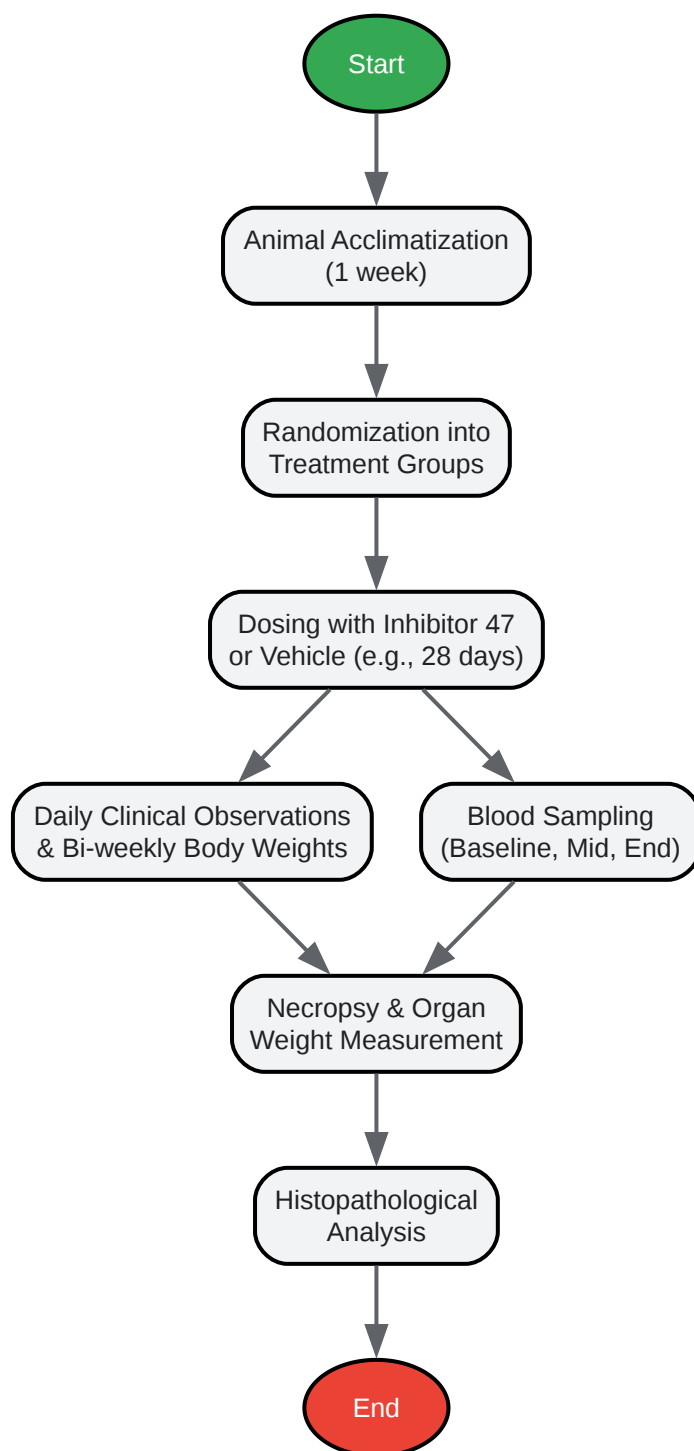 Start
Animal Acclimatization
(1 week)
Randomization into
Treatment Groups
Dosing with Inhibitor 47
or Vehicle (e.g., 28 days)
Daily Clinical Observations
& Bi-weekly Body Weights
Blood Sampling
(Baseline, Mid, End)
Necropsy & Organ
Weight Measurement
Histopathological
Analysis
End